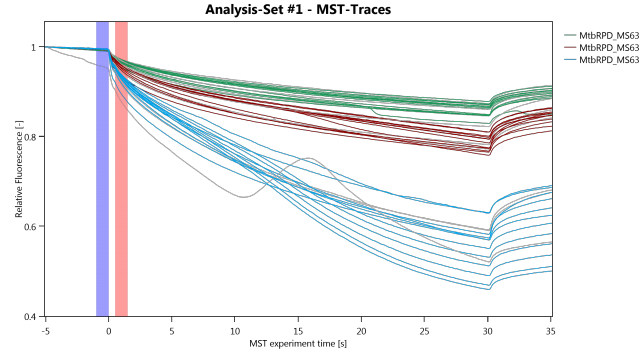 Analysis-Set #1 - MST-Traces
MtbRPD_MS63
MtbRPD_MS63
MtbRPD_MS63
1
0.8
0.6
0.4
Relative Fluorescence [-]
-5 0 5 10 15 20 25 30 35
MST experiment time [s]